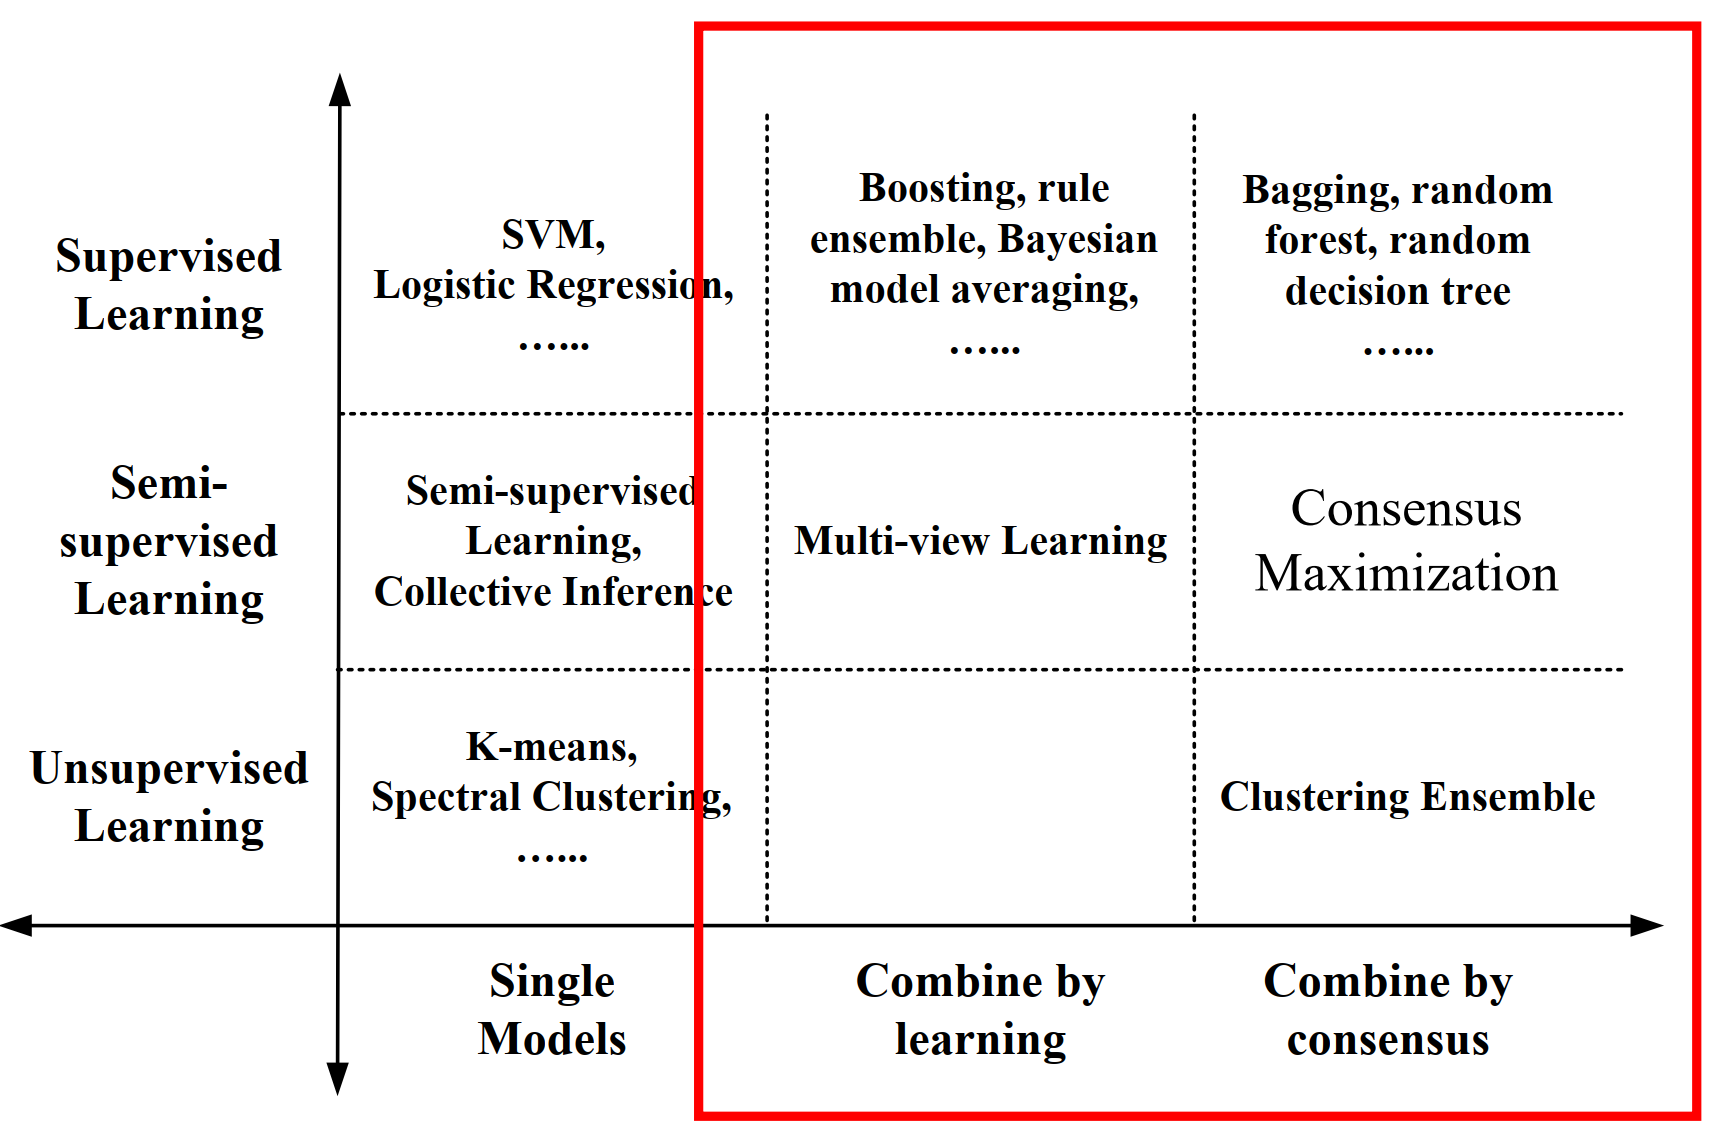 Supervised
Learning
SVM,
Logistic Regression,
…...
Boosting, rule
ensemble, Bayesian
model averaging,
…...
Bagging, random
forest, random
decision tree
…...
Semi-
supervised
Learning
Semi-supervised
Learning,
Collective Inference
Multi-view Learning
Consensus
Maximization
Unsupervised
Learning
K-means,
Spectral Clustering,
…...
Clustering Ensemble
Single
Models
Combine by
learning
Combine by
consensus